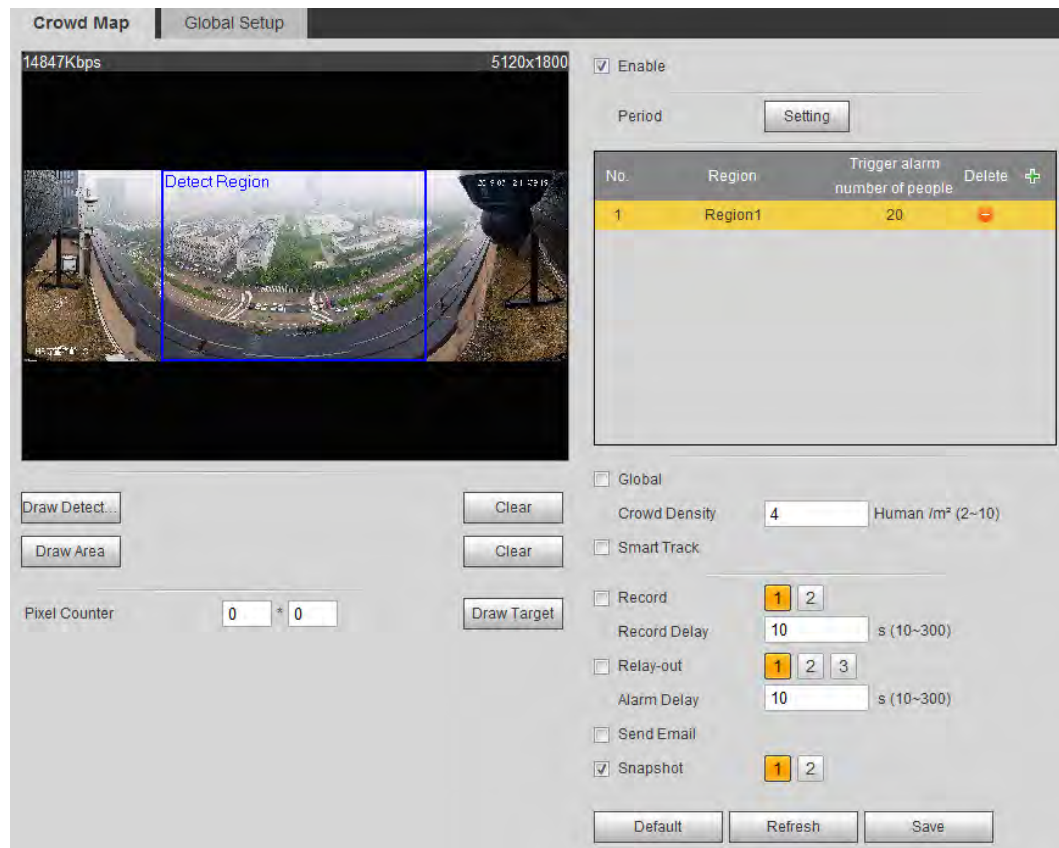 Crowd Map Global Setup
14847Kbps 5120x1800
Detect Region
Draw Detect... Clear
Draw Area Clear
Pixel Counter 0 * 0 Draw Target
Enable
Period Setting
No. Region Trigger alarm number of people Delete
1 Region1 20
Global
Crowd Density 4 Human /m² (2~10)
Smart Track
Record 1 2
Record Delay 10 s (10~300)
Relay-out 1 2 3
Alarm Delay 10 s (10~300)
Send Email
Snapshot 1 2
Default Refresh Save